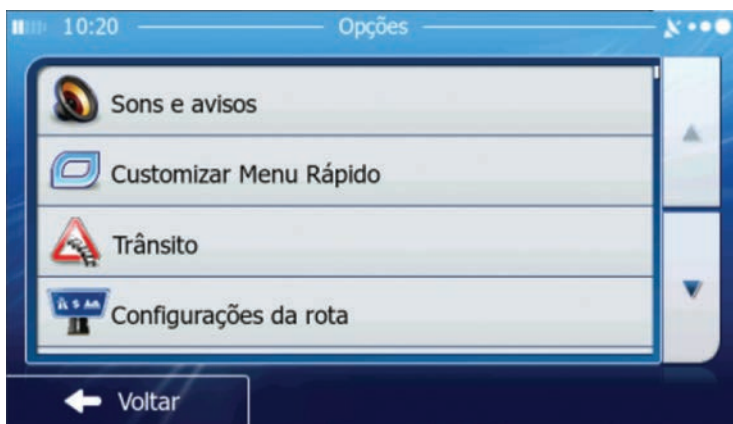 10:20 Opções
Sons e avisos
Customizar Menu Rápido
Trânsito
Configurações da rota
Voltar